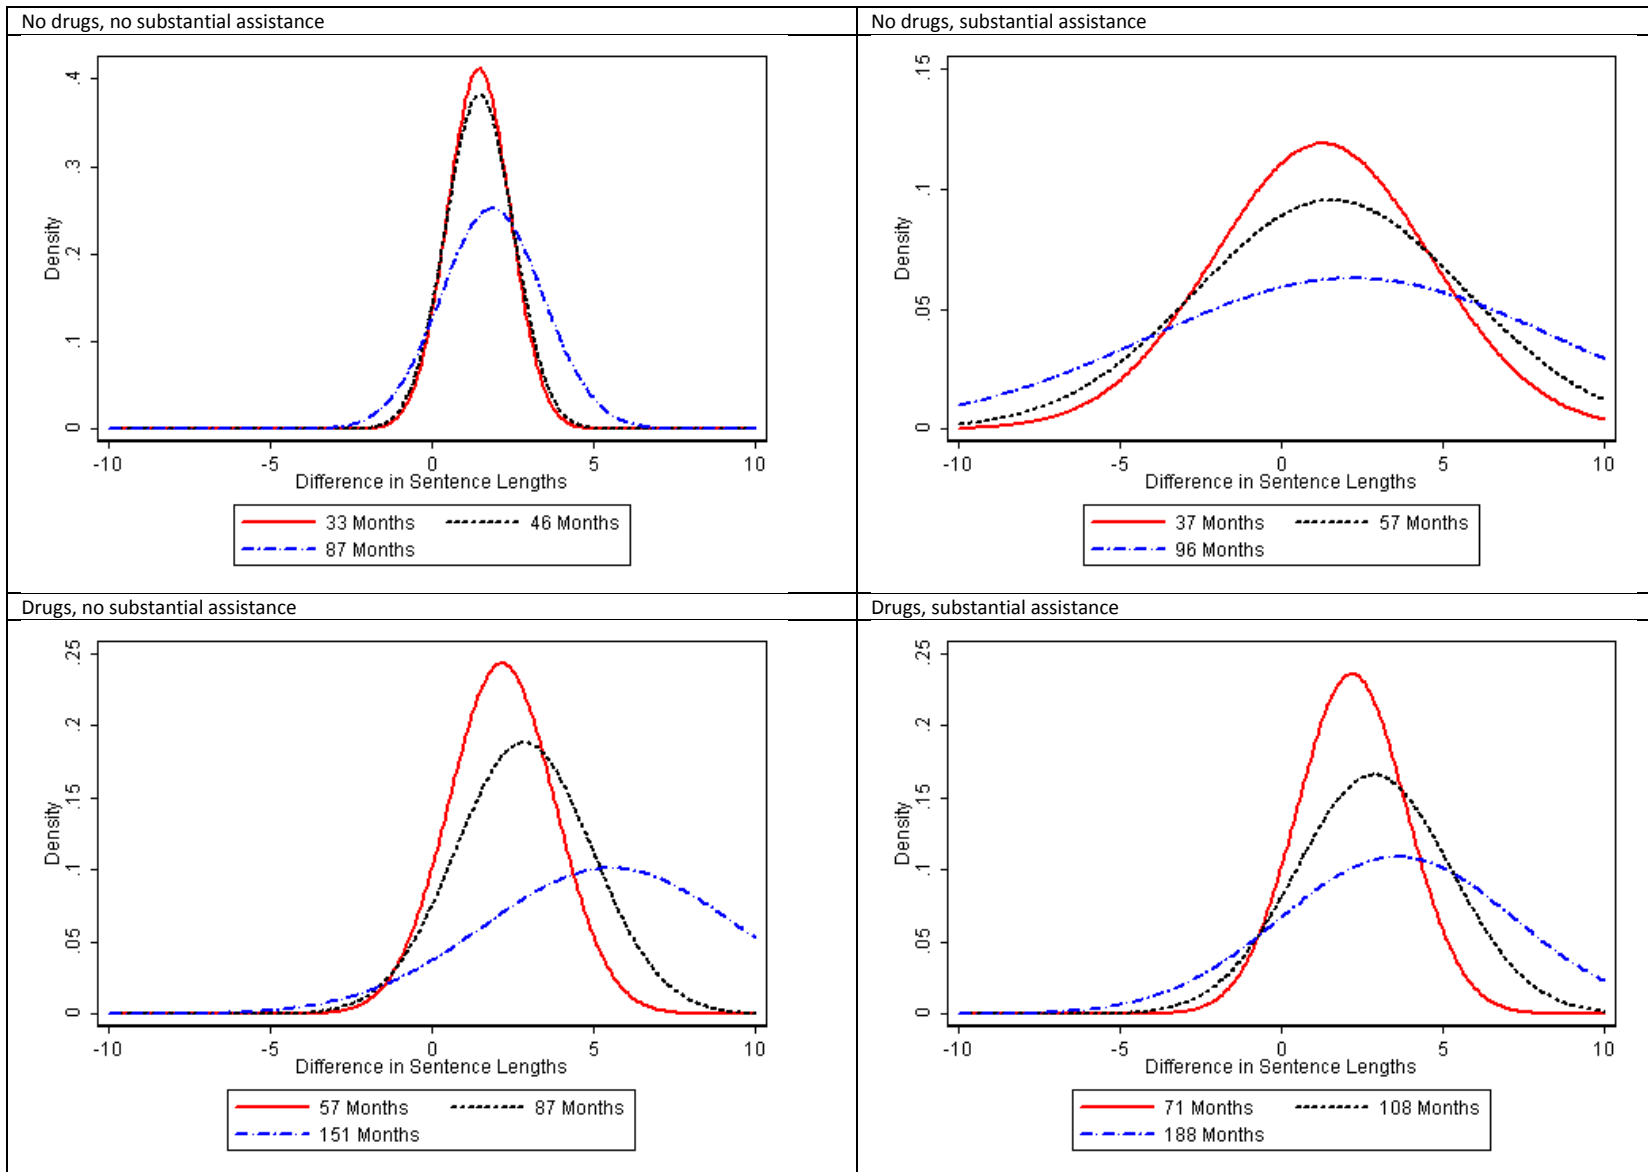 No drugs, no substantial assistance
Density
0 .1 .2 .3 .4
-10 -5 0 5 10
Difference in Sentence Lengths
33 Months 46 Months
87 Months
No drugs, substantial assistance
Density
0 .05 .1 .15
-10 -5 0 5 10
Difference in Sentence Lengths
37 Months 57 Months
96 Months
Drugs, no substantial assistance
Density
0 .05 .1 .15 .2 .25
-10 -5 0 5 10
Difference in Sentence Lengths
57 Months 87 Months
151 Months
Drugs, substantial assistance
Density
0 .05 .1 .15 .2 .25
-10 -5 0 5 10
Difference in Sentence Lengths
71 Months 108 Months
188 Months